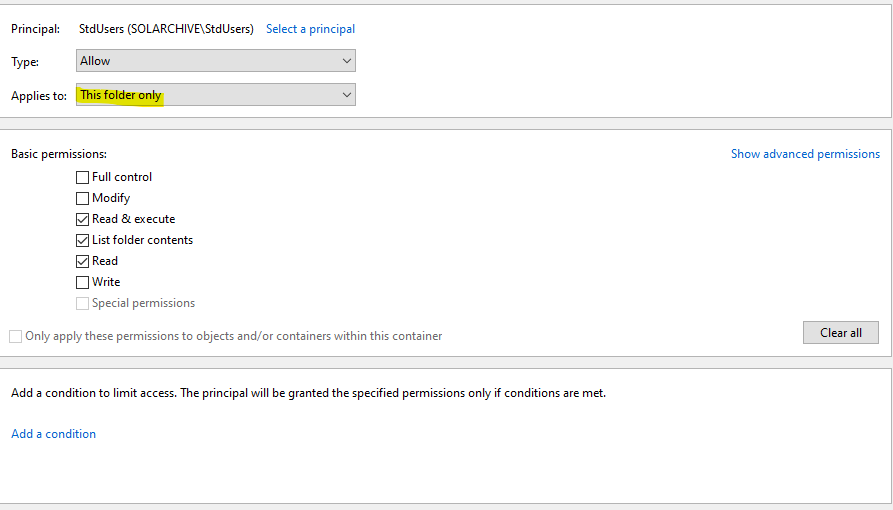 Principal: StdUsers (SOLARCHIVE\StdUsers) Select a principal
Type: Allow
Applies to: This folder only
Basic permissions: Show advanced permissions
Full control
Modify
Read & execute
List folder contents
Read
Write
Special permissions
Only apply these permissions to objects and/or containers within this container
Clear all
Add a condition to limit access. The principal will be granted the specified permissions only if conditions are met.
Add a condition